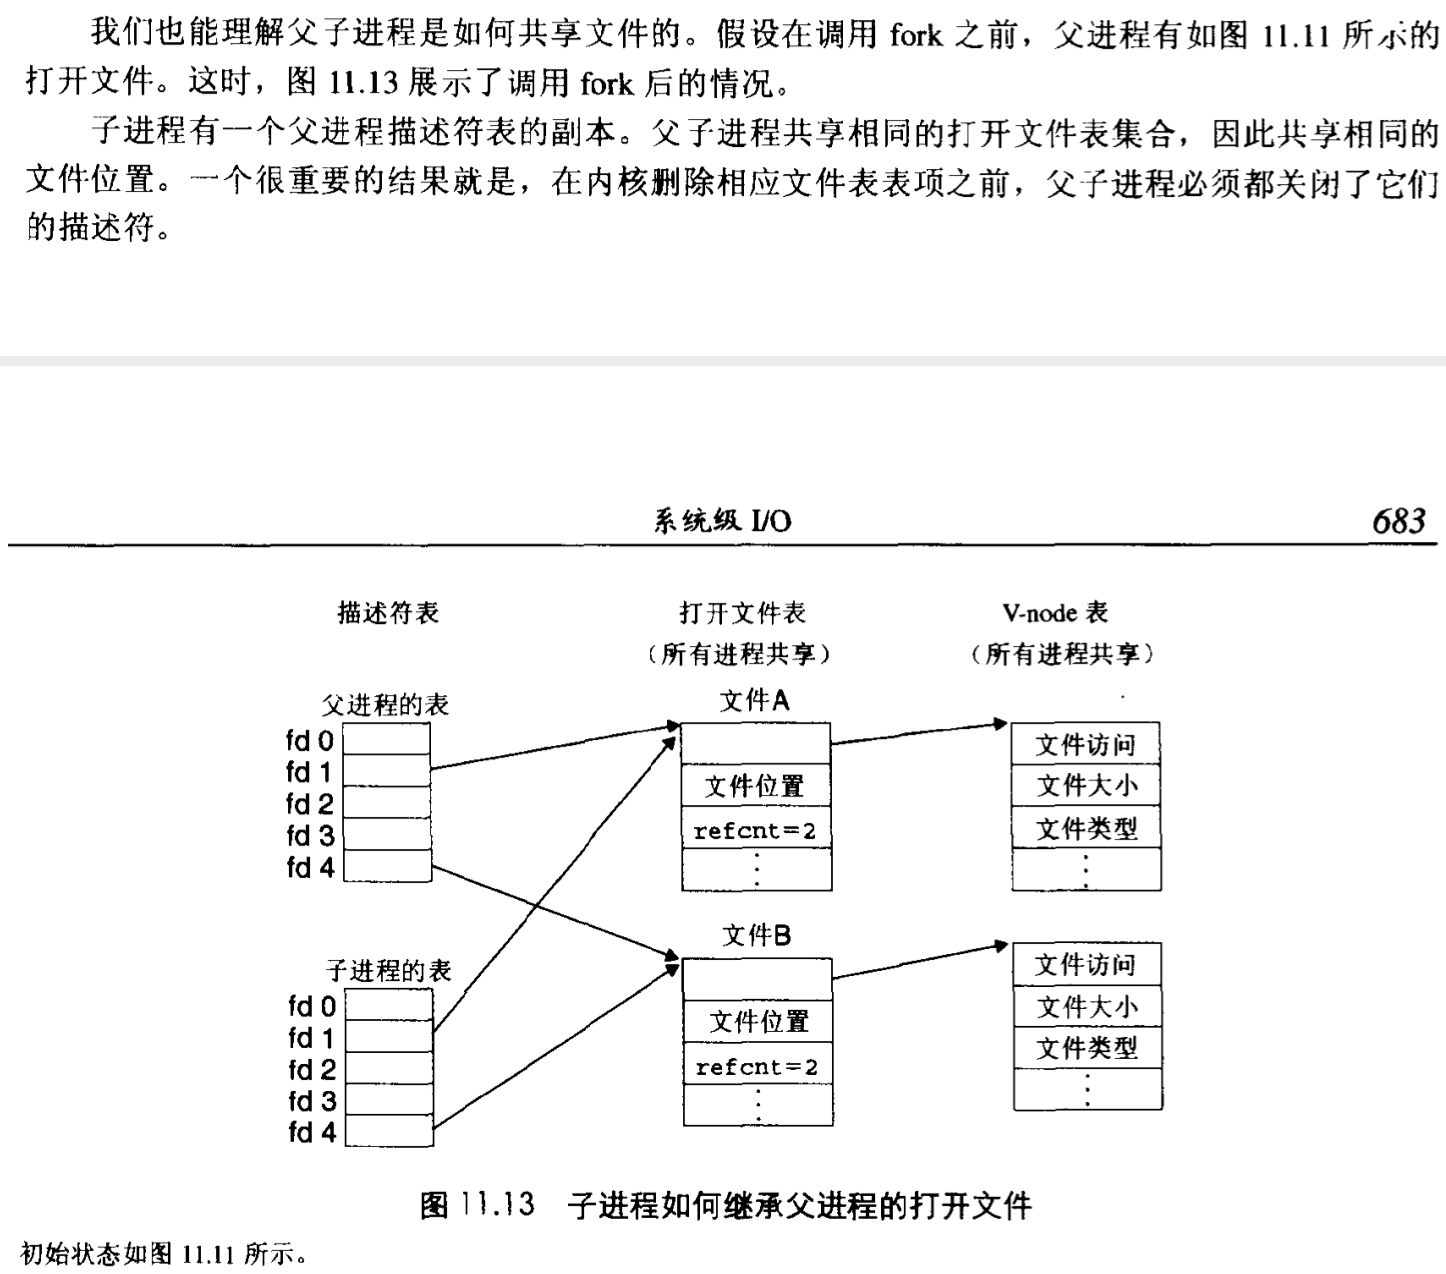 我们也能理解父子进程是如何共享文件的。假设在调用 fork 之前，父进程有如图 11.11 所示的
打开文件。这时，图 11.13 展示了调用 fork 后的情况。
子进程有一个父进程描述符表的副本。父子进程共享相同的打开文件表集合，因此共享相同的
文件位置。一个很重要的结果就是，在内核删除相应文件表表项之前，父子进程必须都关闭了它们
的描述符。
系统级 I/O 683
描述符表 打开文件表 V-node 表
（所有进程共享） （所有进程共享）
父进程的表
fd 0
fd 1
fd 2
fd 3
fd 4
子进程的表
fd 0
fd 1
fd 2
fd 3
fd 4
文件A
文件位置
refcnt=2
⋮
文件B
文件位置
refcnt=2
⋮
文件访问
文件大小
文件类型
⋮
文件访问
文件大小
文件类型
⋮
图 11.13 子进程如何继承父进程的打开文件
初始状态如图 11.11 所示。